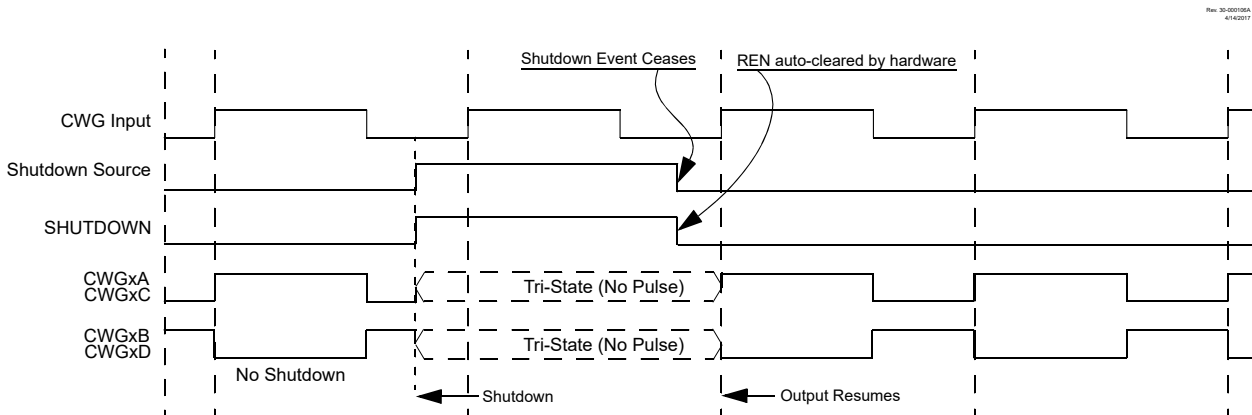 Rev. 30-000106A
4/14/2017
Shutdown Event Ceases
REN auto-cleared by hardware
CWG Input
Shutdown Source
SHUTDOWN
CWGxA
CWGxC
Tri-State (No Pulse)
CWGxB
CWGxD
Tri-State (No Pulse)
No Shutdown
Shutdown
Output Resumes